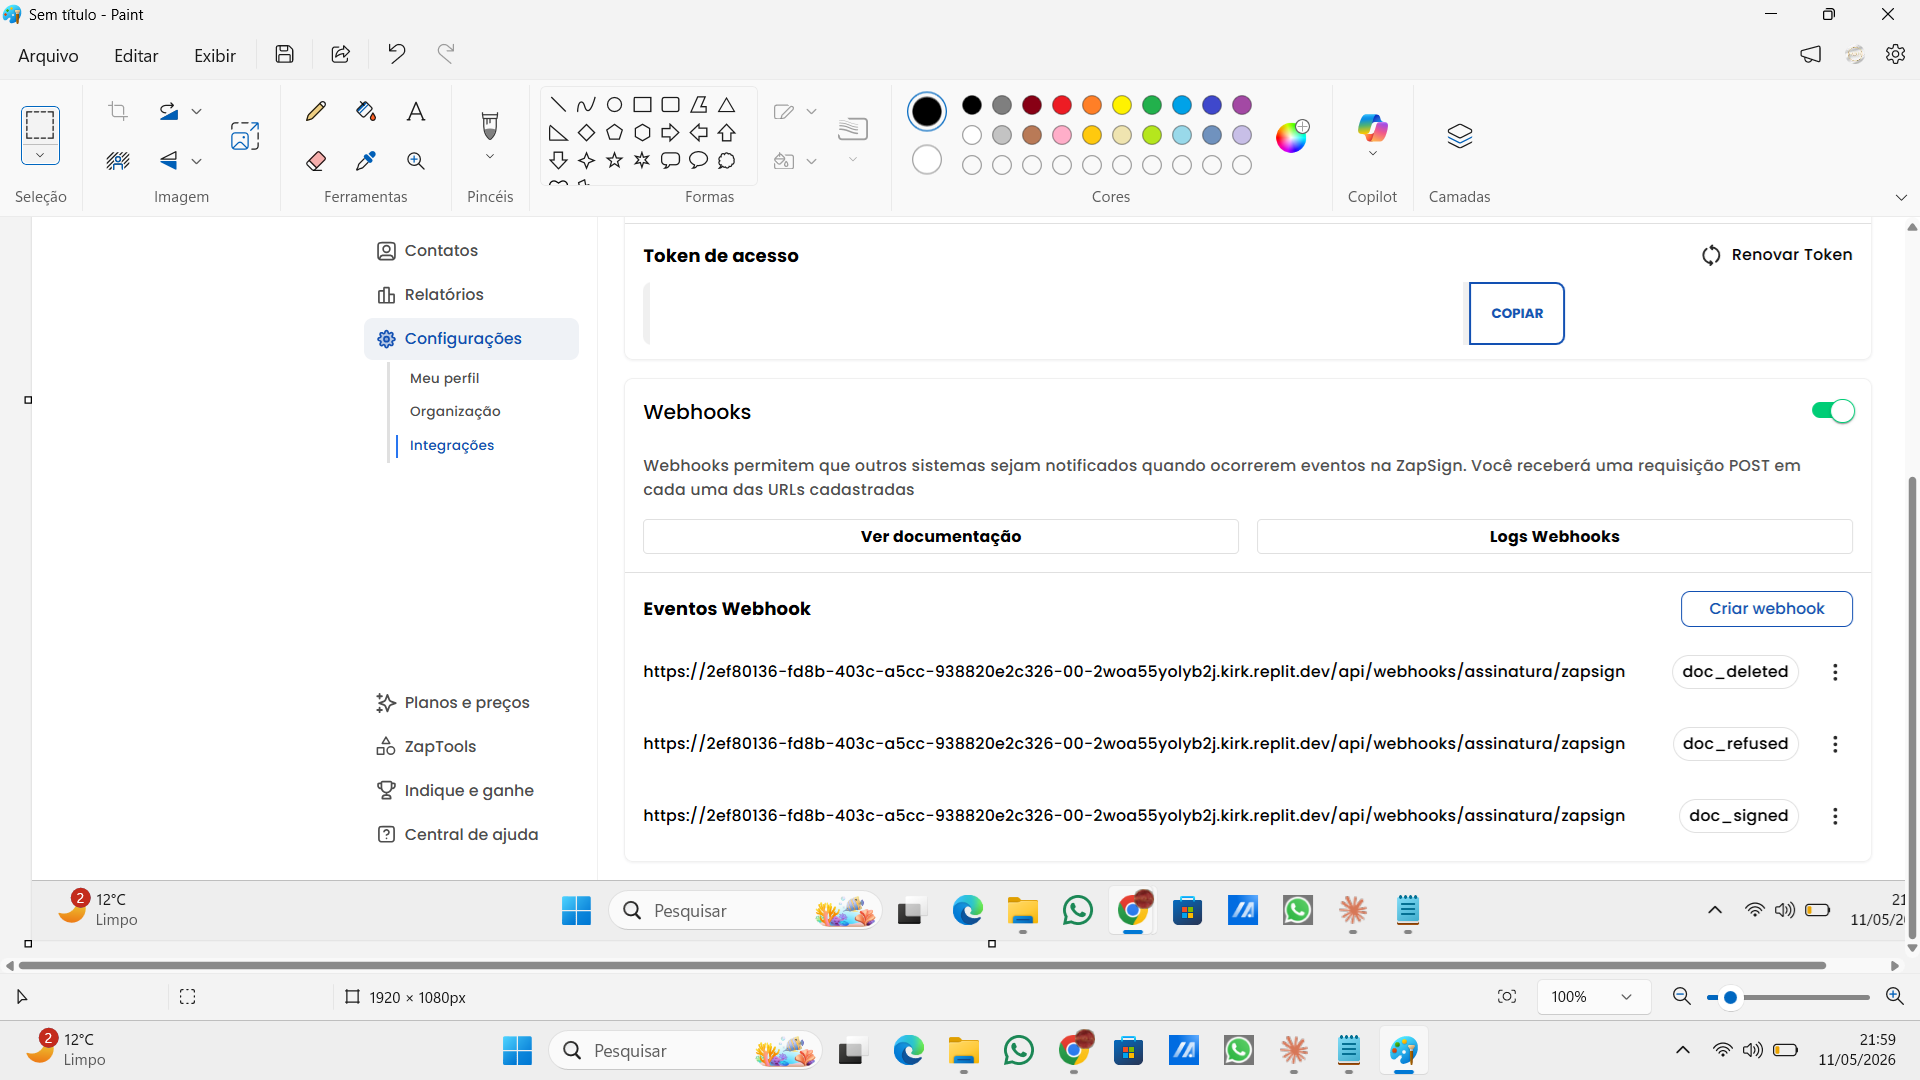 Sem título - Paint
Arquivo
Editar
Exibir
Seleção
Imagem
Ferramentas
Pincéis
Formas
Cores
Copilot
Camadas
Contatos
Relatórios
Configurações
Meu perfil
Organização
Integrações
Planos e preços
ZapTools
Indique e ganhe
Central de ajuda
Token de acesso
Renovar Token
COPIAR
Webhooks
Webhooks permitem que outros sistemas sejam notificados quando ocorrerem eventos na ZapSign. Você receberá uma requisição POST em
cada uma das URLs cadastradas
Ver documentação
Logs Webhooks
Eventos Webhook
Criar webhook
https://2ef80136-fd8b-403c-a5cc-938820e2c326-00-2woa55yolyb2j.kirk.replit.dev/api/webhooks/assinatura/zapsign
doc_deleted
https://2ef80136-fd8b-403c-a5cc-938820e2c326-00-2woa55yolyb2j.kirk.replit.dev/api/webhooks/assinatura/zapsign
doc_refused
https://2ef80136-fd8b-403c-a5cc-938820e2c326-00-2woa55yolyb2j.kirk.replit.dev/api/webhooks/assinatura/zapsign
doc_signed
2
12°C
Limpo
Pesquisar
21
11/05/2
1920 × 1080px
100%
2
12°C
Limpo
Pesquisar
21:59
11/05/2026